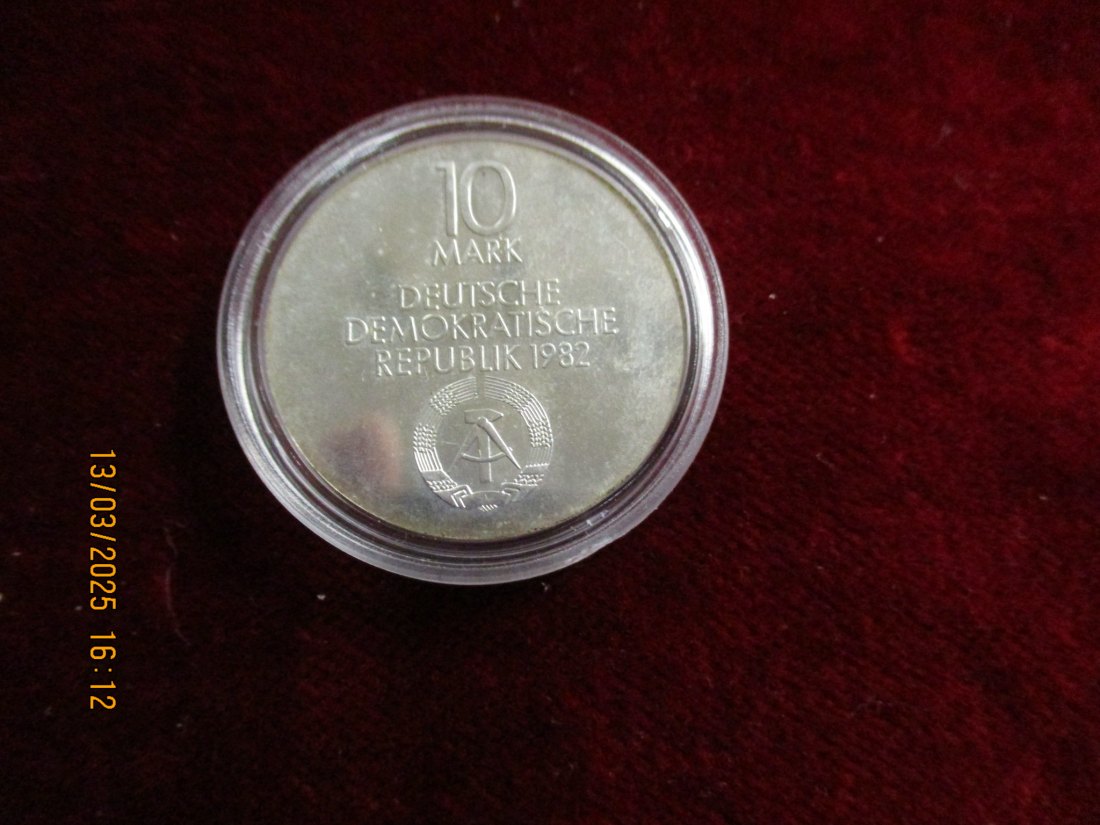 10
MARK
DEUTSCHE
DEMOKRATISCHE
REPUBLIK 1982
13/03/2025 16:12